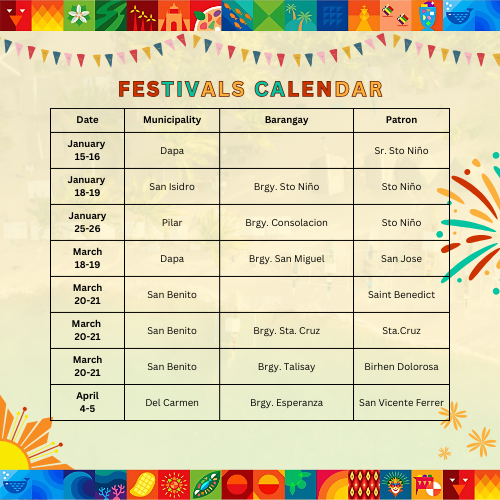 FESTIVALS CALENDAR
Date Municipality Barangay Patron
January 15-16 Dapa Sr. Sto Niño
January 18-19 San Isidro Brgy. Sto Niño Sto Niño
January 25-26 Pilar Brgy. Consolacion Sto Niño
March 18-19 Dapa Brgy. San Miguel San Jose
March 20-21 San Benito Saint Benedict
March 20-21 San Benito Brgy. Sta. Cruz Sta.Cruz
March 20-21 San Benito Brgy. Talisay Birhen Dolorosa
April 4-5 Del Carmen Brgy. Esperanza San Vicente Ferrer